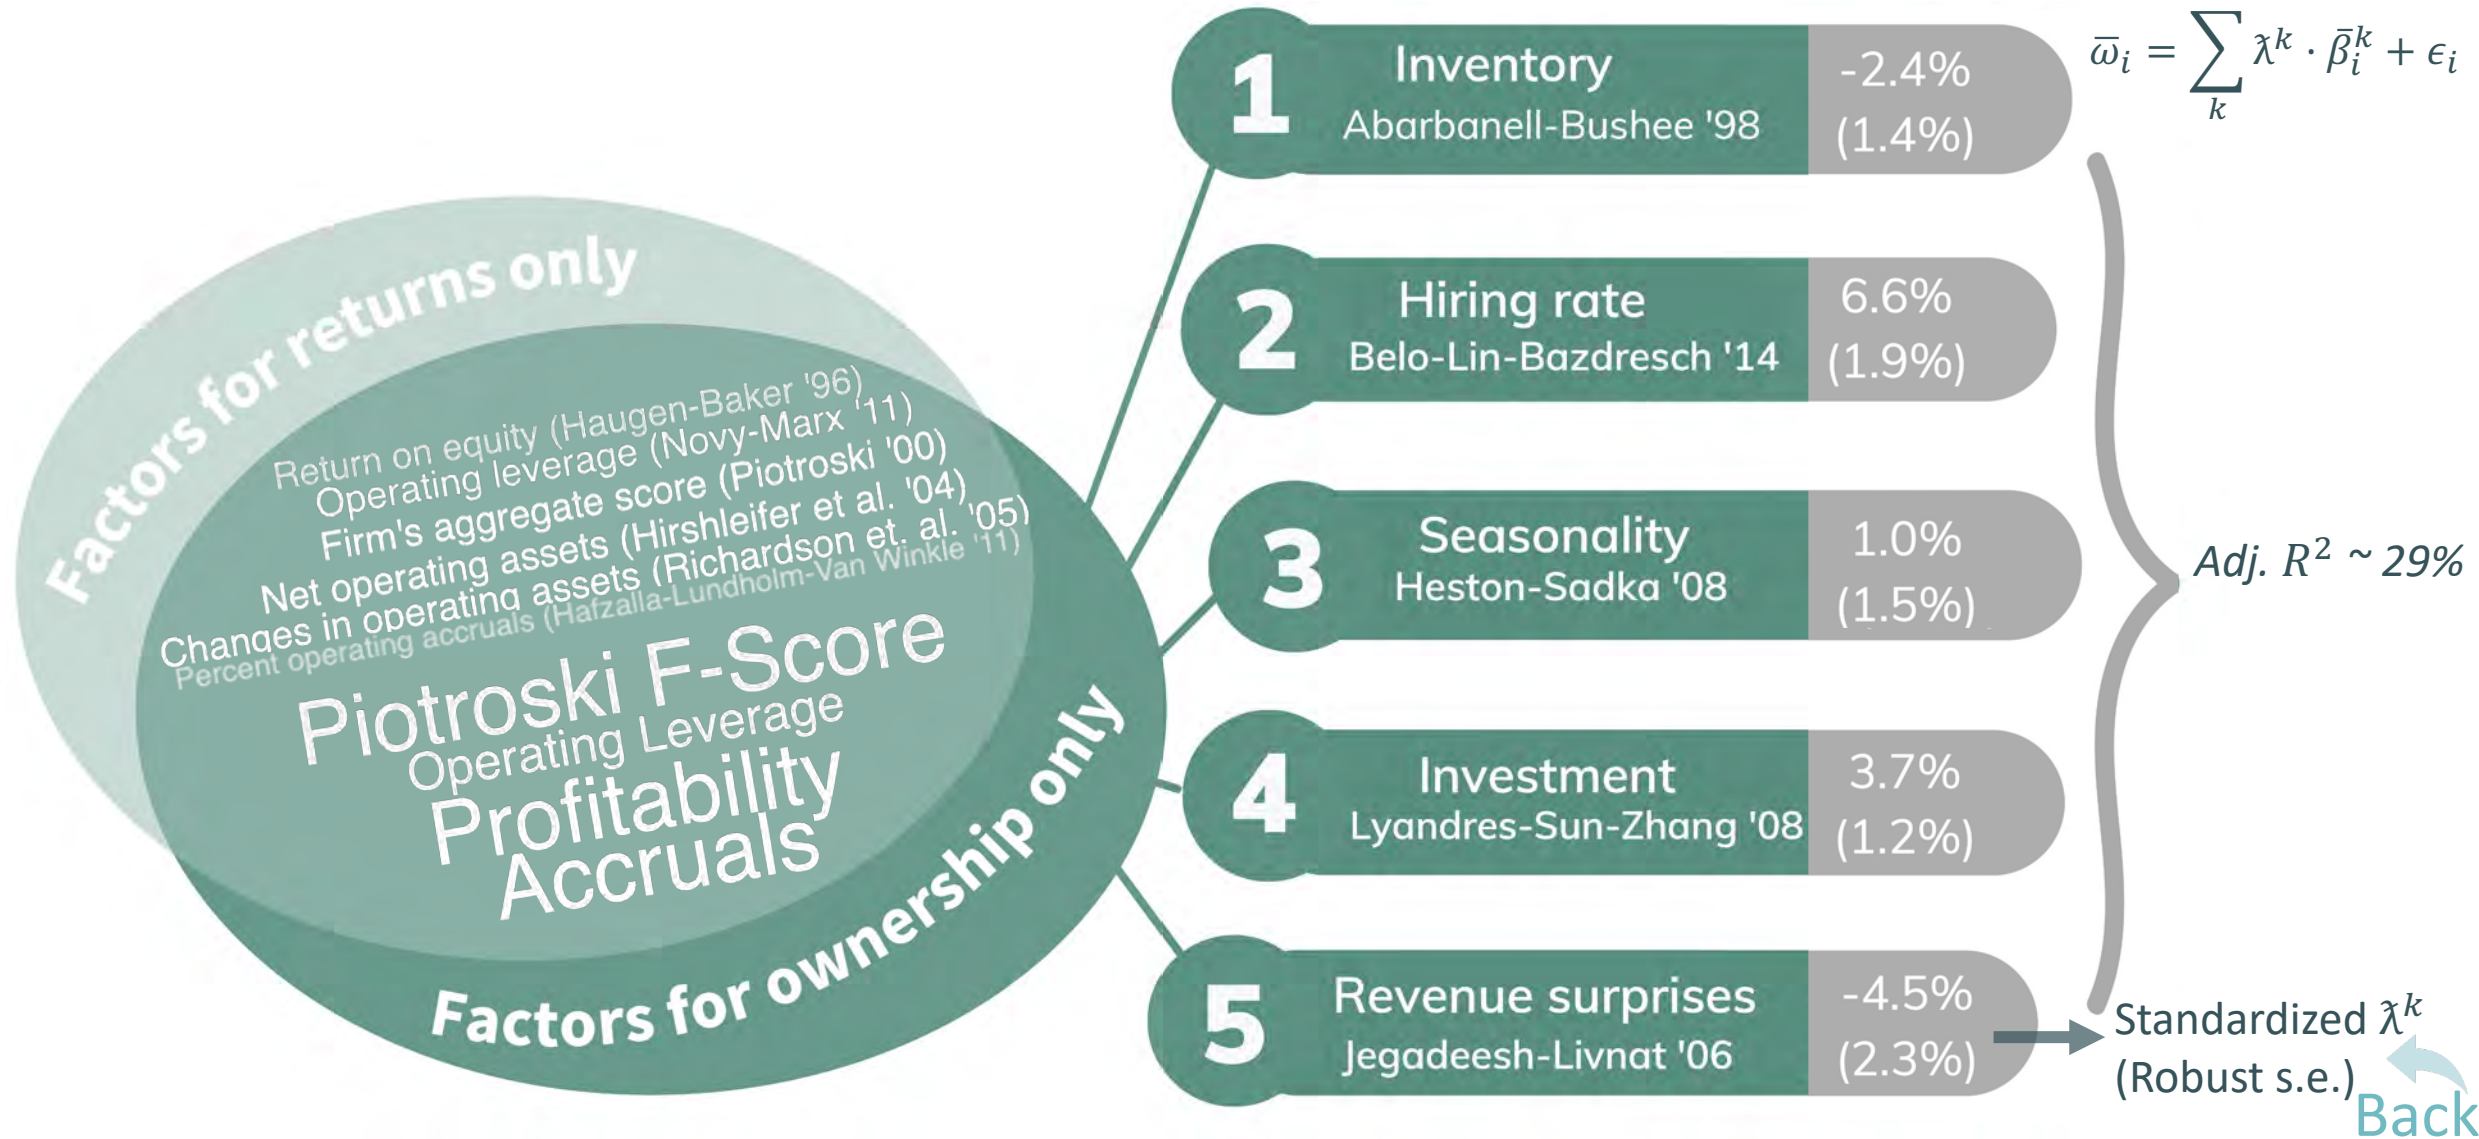 Factors for returns only
Return on equity (Haugen-Baker '96)
Operating leverage (Novy-Marx '11)
Firm's aggregate score (Piotroski '00)
Net operating assets (Hirshleifer et al. '04)
Changes in operating assets (Richardson et. al. '05)
Percent operating accruals (Hafzalla-Lundholm-Van Winkle '11)
Piotroski F-Score
Operating Leverage
Profitability
Accruals
Factors for ownership only
1
Inventory
Abarbanell-Bushee '98
-2.4%
(1.4%)
2
Hiring rate
Belo-Lin-Bazdresch '14
6.6%
(1.9%)
3
Seasonality
Heston-Sadka '08
1.0%
(1.5%)
4
Investment
Lyandres-Sun-Zhang '08
3.7%
(1.2%)
5
Revenue surprises
Jegadeesh-Livnat '06
-4.5%
(2.3%)
ω̄ᵢ = ∑ₖ λ̃ᵏ · β̄ᵢᵏ + ϵᵢ
Adj. R² ~ 29%
Standardized λ̃ᵏ
(Robust s.e.)
Back